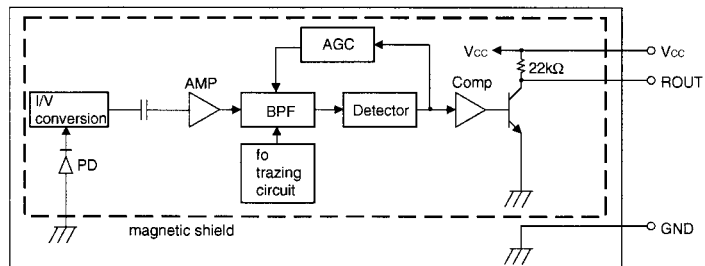 AGC
Vcc
Vcc
22kΩ
ROUT
AMP
Comp
I/V
conversion
BPF
Detector
PD
fo
trazing
circuit
magnetic shield
GND